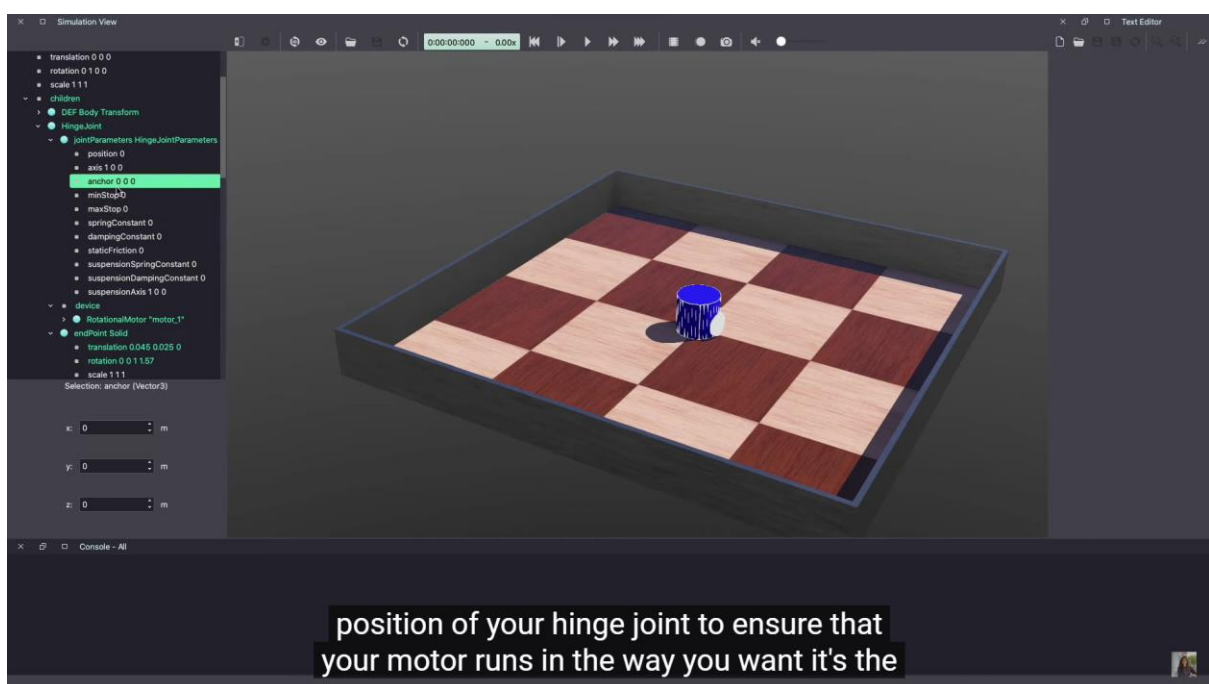 Simulation View
Text Editor
0:00:00:000 - 0.00x
translation 0 0 0
rotation 0 1 0 0
scale 1 1 1
children
DEF Body Transform
HingeJoint
jointParameters HingeJointParameters
position 0
axis 1 0 0
anchor 0 0 0
minStop 0
maxStop 0
springConstant 0
dampingConstant 0
staticFriction 0
suspensionSpringConstant 0
suspensionDampingConstant 0
suspensionAxis 1 0 0
device
RotationalMotor "motor_1"
endPoint Solid
translation 0.045 0.025 0
rotation 0 0 1 1.57
scale 1 1 1
Selection: anchor (Vector3)
x: 0 m
y: 0 m
z: 0 m
Console - All
position of your hinge joint to ensure that
your motor runs in the way you want it's the